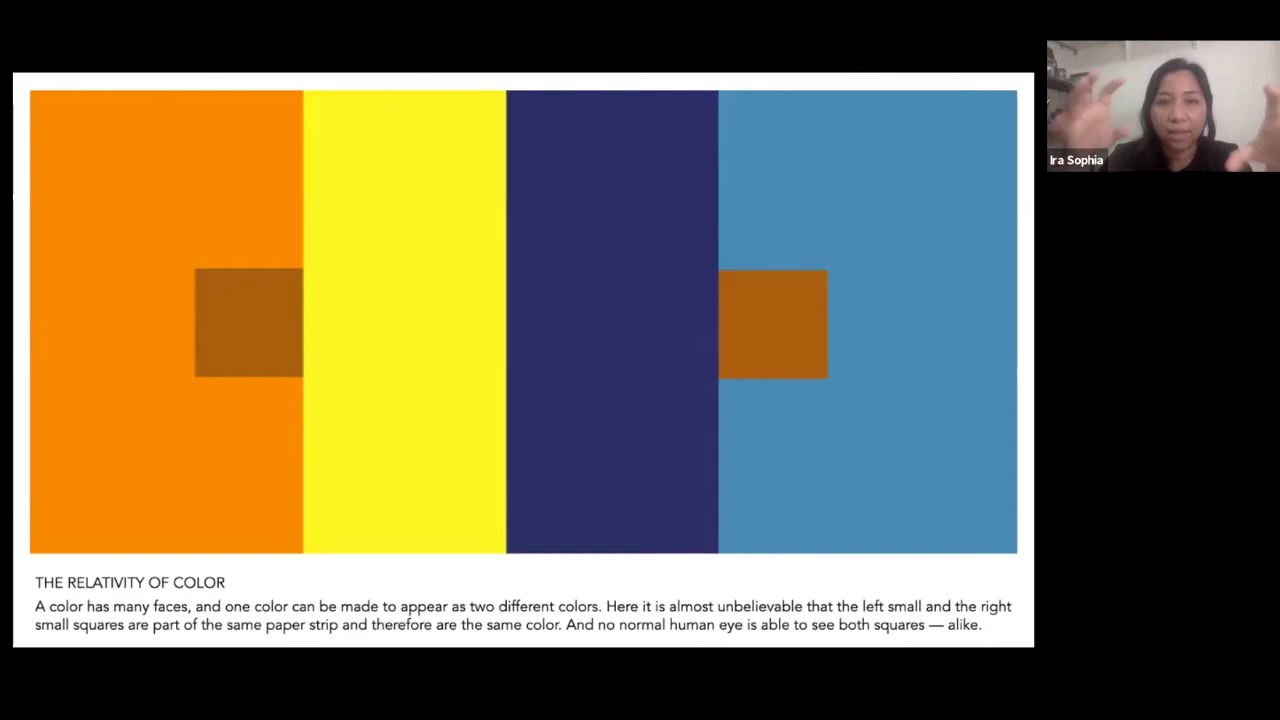 Ira Sophia
THE RELATIVITY OF COLOR
A color has many faces, and one color can be made to appear as two different colors. Here it is almost unbelievable that the left small and the right
small squares are part of the same paper strip and therefore are the same color. And no normal human eye is able to see both squares — alike.